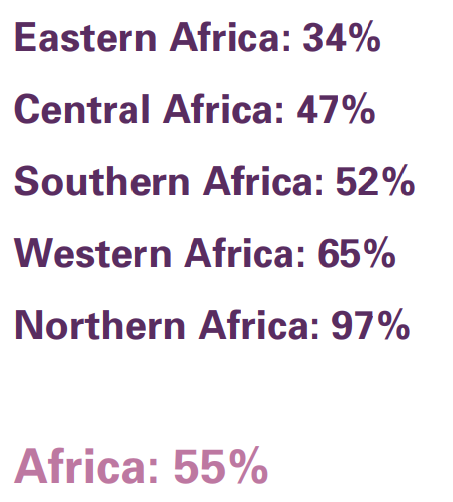 Eastern Africa: 34%
Central Africa: 47%
Southern Africa: 52%
Western Africa: 65%
Northern Africa: 97%
Africa: 55%